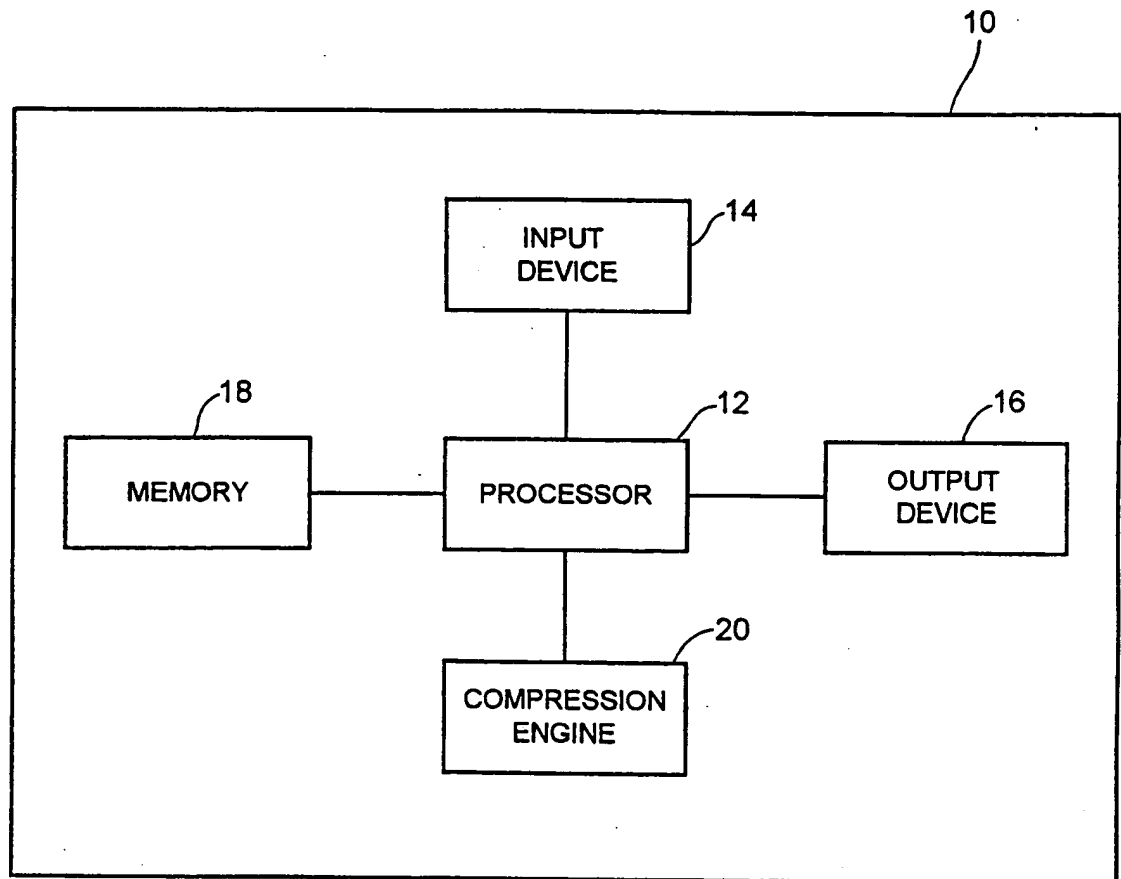 10
14
INPUT
DEVICE
18
12
16
MEMORY
PROCESSOR
OUTPUT
DEVICE
20
COMPRESSION
ENGINE